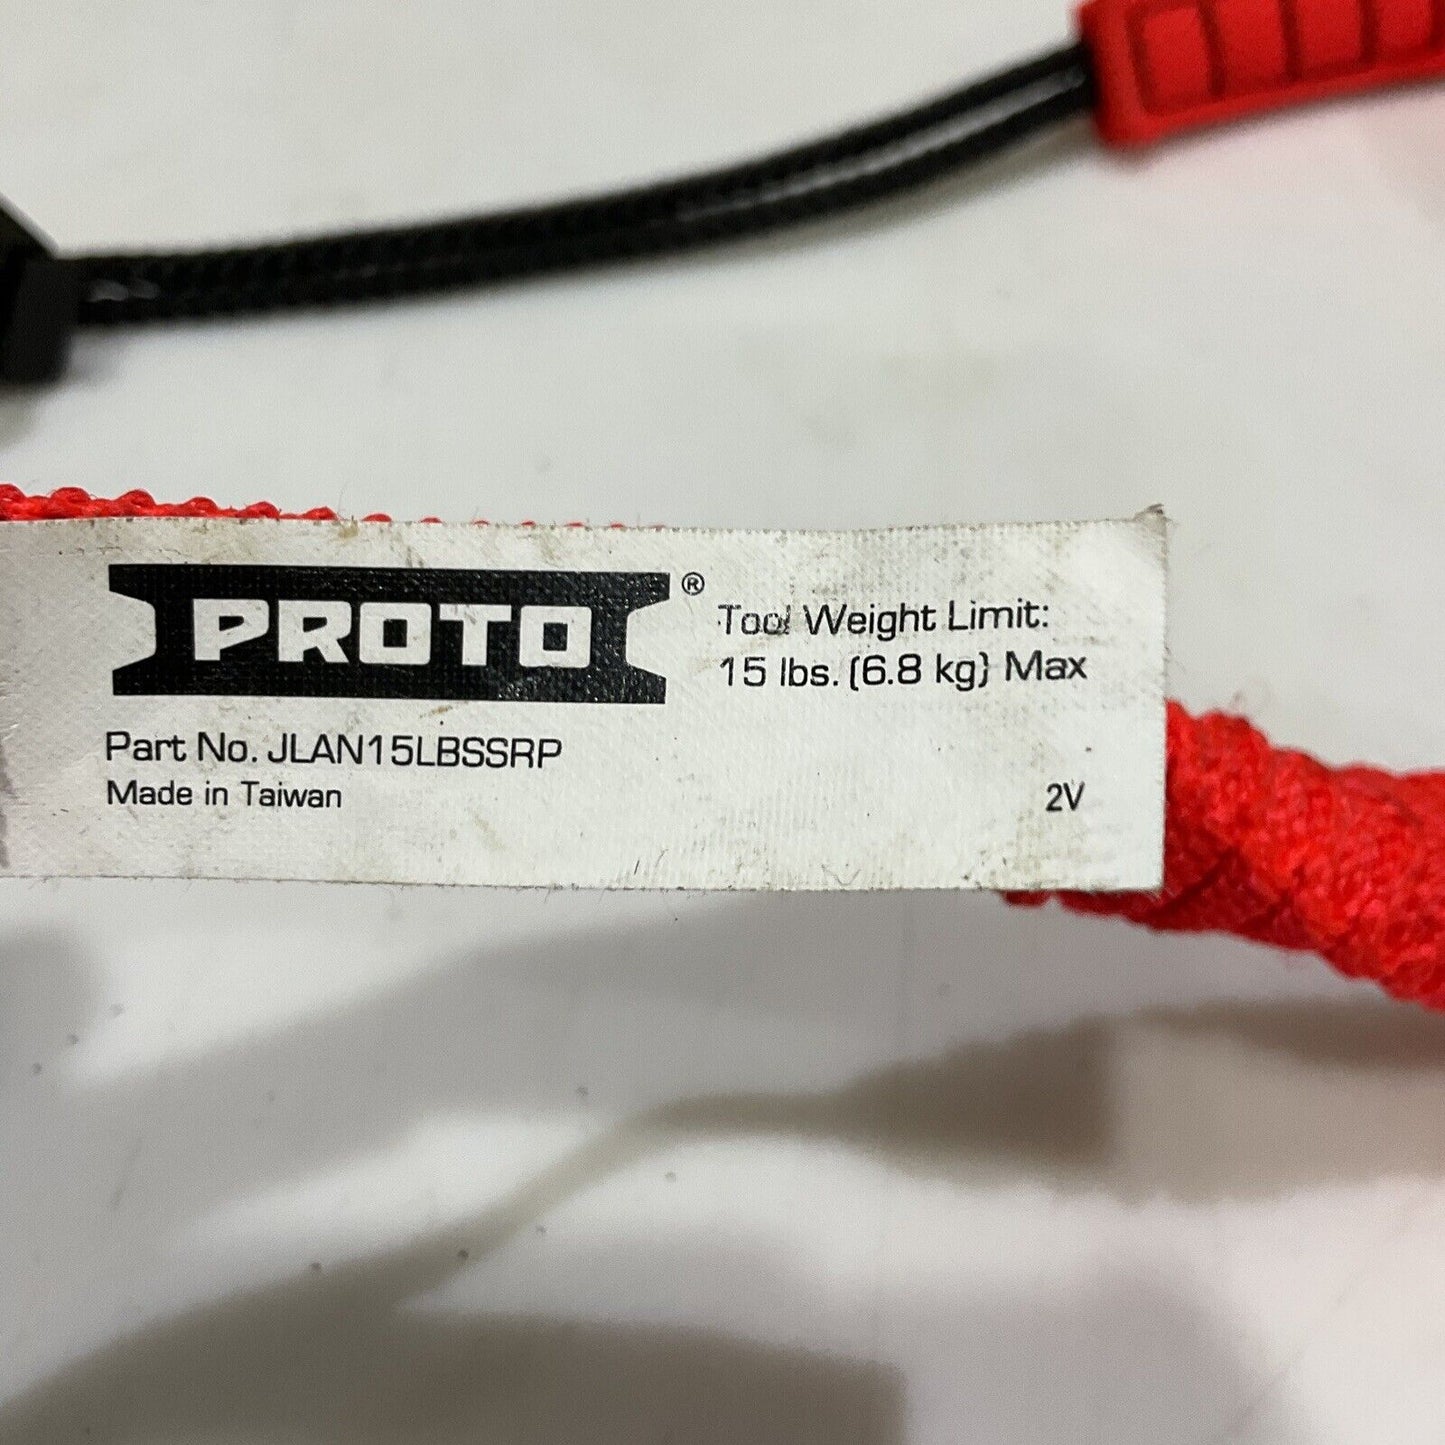 PROTO®
Tool Weight Limit:
15 lbs. (6.8 kg) Max
Part No. JLAN15LBSSRP
Made in Taiwan
2V